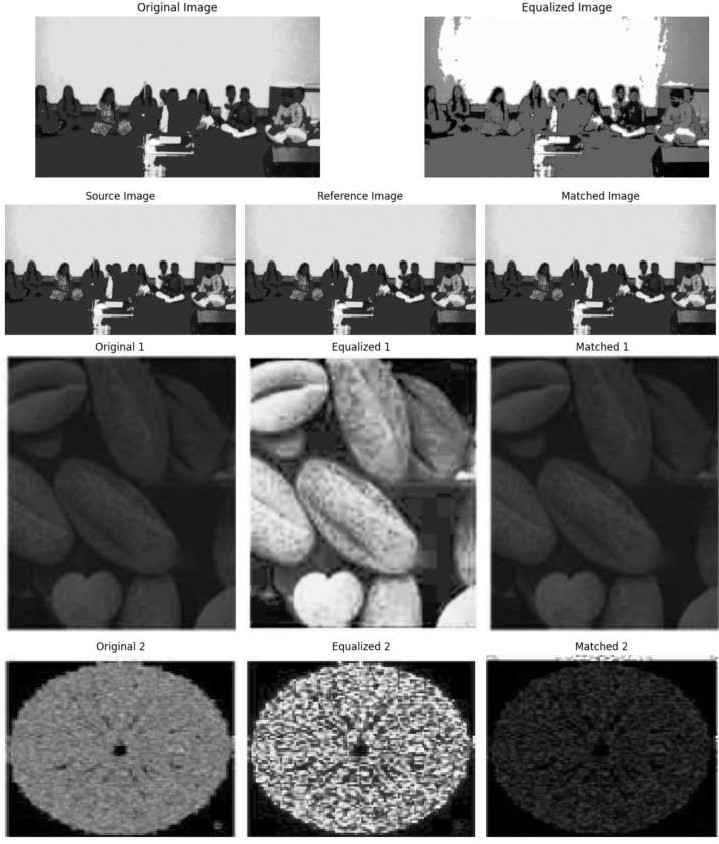 Original Image
Equalized Image
Source Image
Reference Image
Matched Image
Original 1
Equalized 1
Matched 1
Original 2
Equalized 2
Matched 2